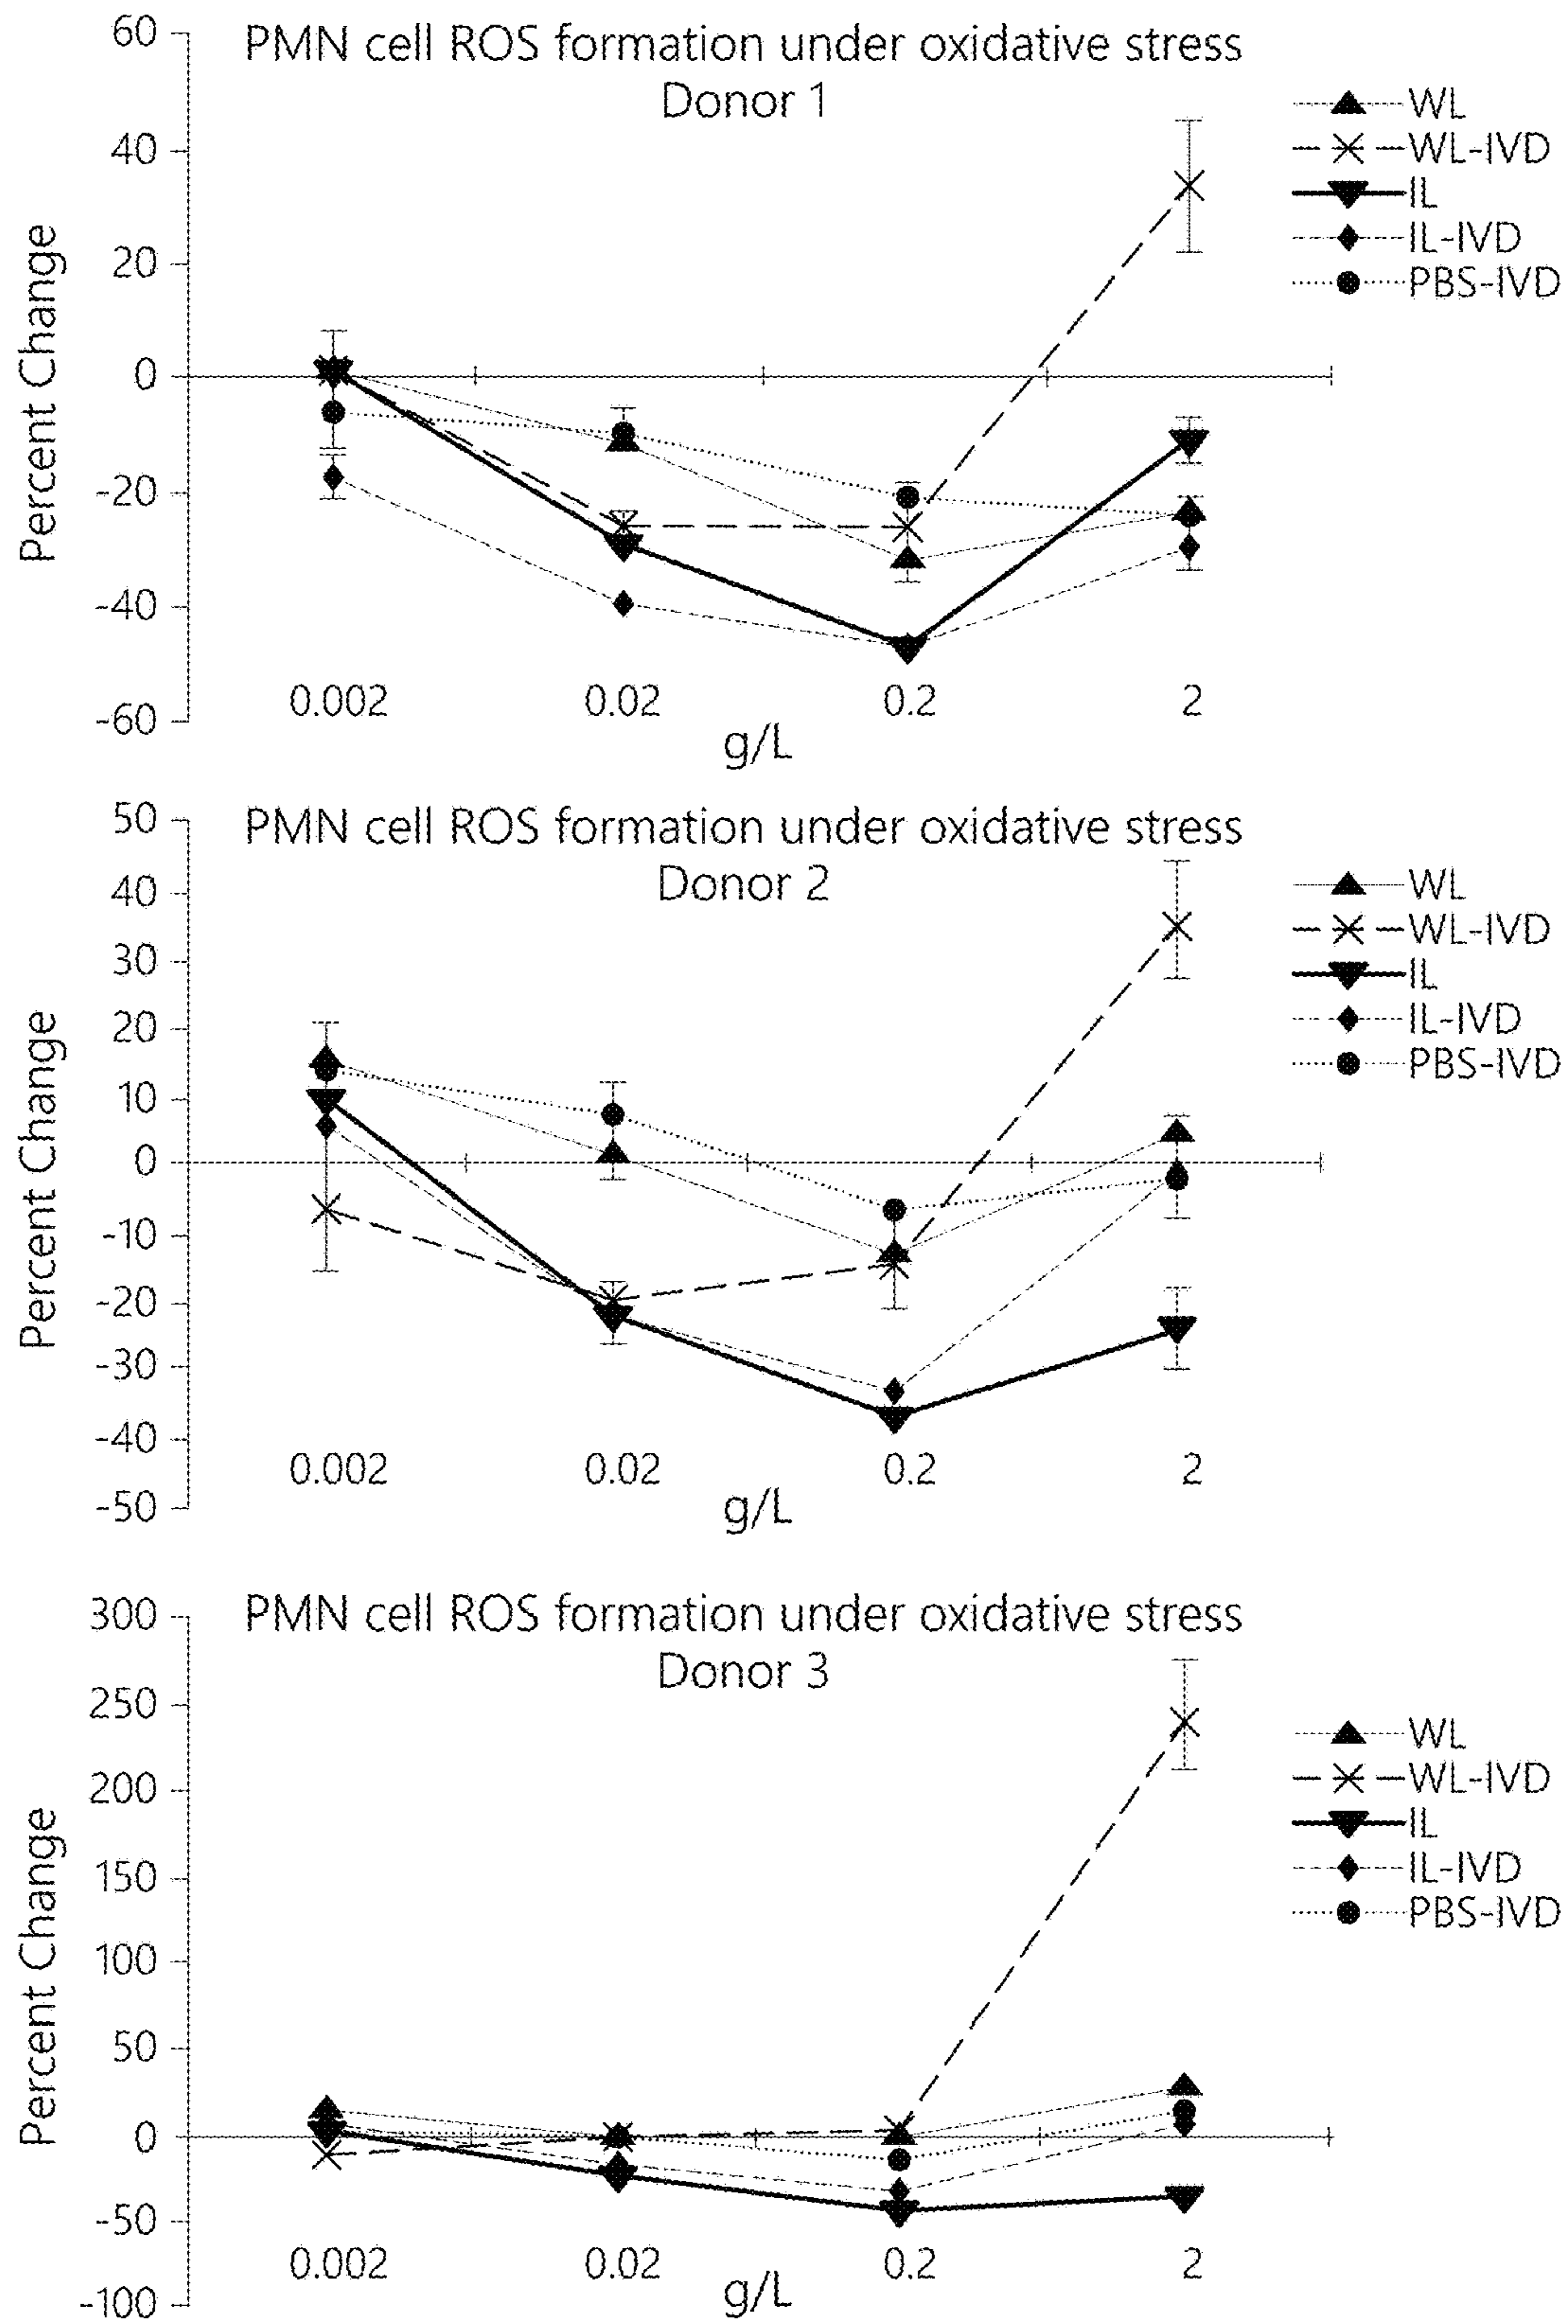 PMN cell ROS formation under oxidative stress
Donor 1
60
40
20
0
-20
-40
-60
Percent Change
0.002 0.02 0.2 2
g/L
WL
WL-IVD
IL
IL-IVD
PBS-IVD
PMN cell ROS formation under oxidative stress
Donor 2
50
40
30
20
10
0
-10
-20
-30
-40
-50
Percent Change
0.002 0.02 0.2 2
g/L
WL
WL-IVD
IL
IL-IVD
PBS-IVD
PMN cell ROS formation under oxidative stress
Donor 3
300
250
200
150
100
50
0
-50
-100
Percent Change
0.002 0.02 0.2 2
g/L
WL
WL-IVD
IL
IL-IVD
PBS-IVD